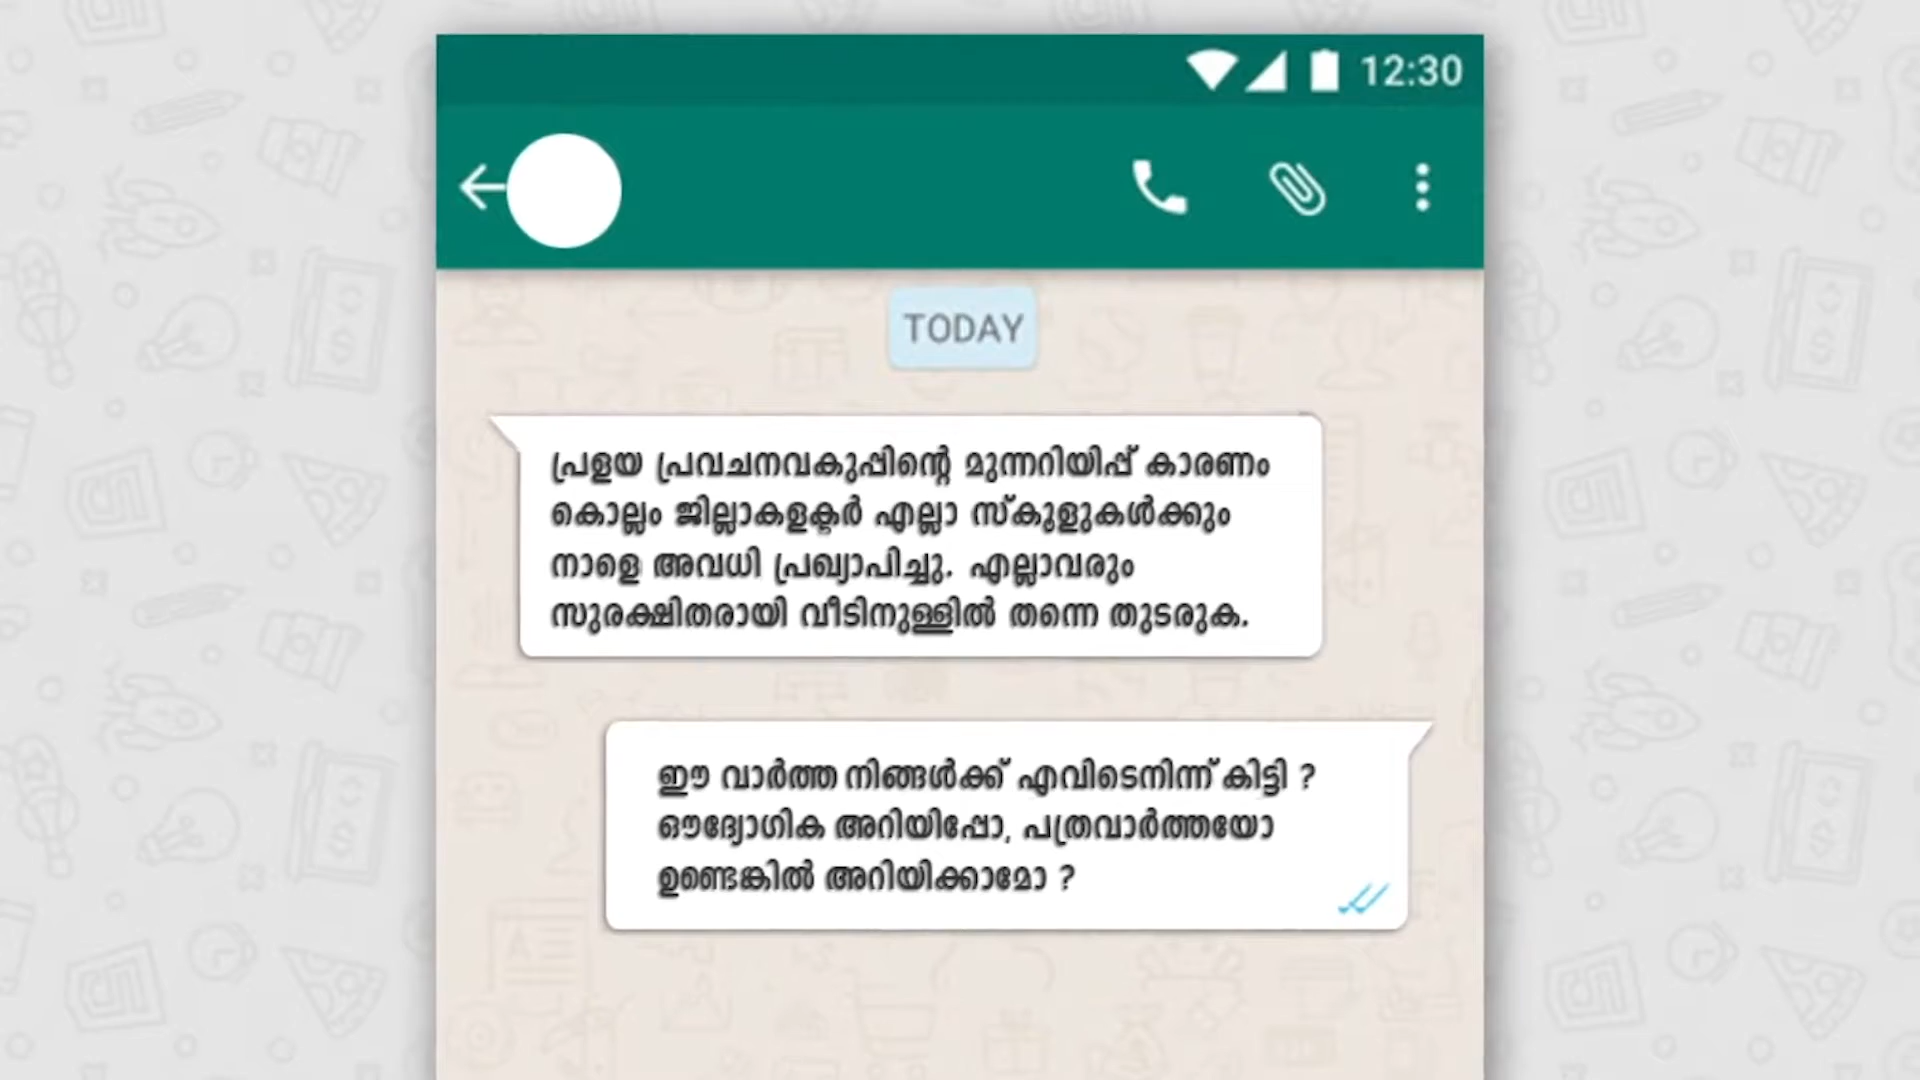 12:30
TODAY
പ്രളയ പ്രവചനവകുപ്പിന്റെ മുന്നറിയിപ്പ് കാരണം
കൊല്ലം ജില്ലാകളക്ടർ എല്ലാ സ്കൂളുകൾക്കും
നാളെ അവധി പ്രഖ്യാപിച്ചു. എല്ലാവരും
സുരക്ഷിതരായി വീടിനുള്ളിൽ തന്നെ തുടരുക.
ഈ വാർത്ത നിങ്ങൾക്ക് എവിടെനിന്ന് കിട്ടി ?
ഔദ്യോഗിക അറിയിപ്പോ, പത്രവാർത്തയോ
ഉണ്ടെങ്കിൽ അറിയിക്കാമോ ?